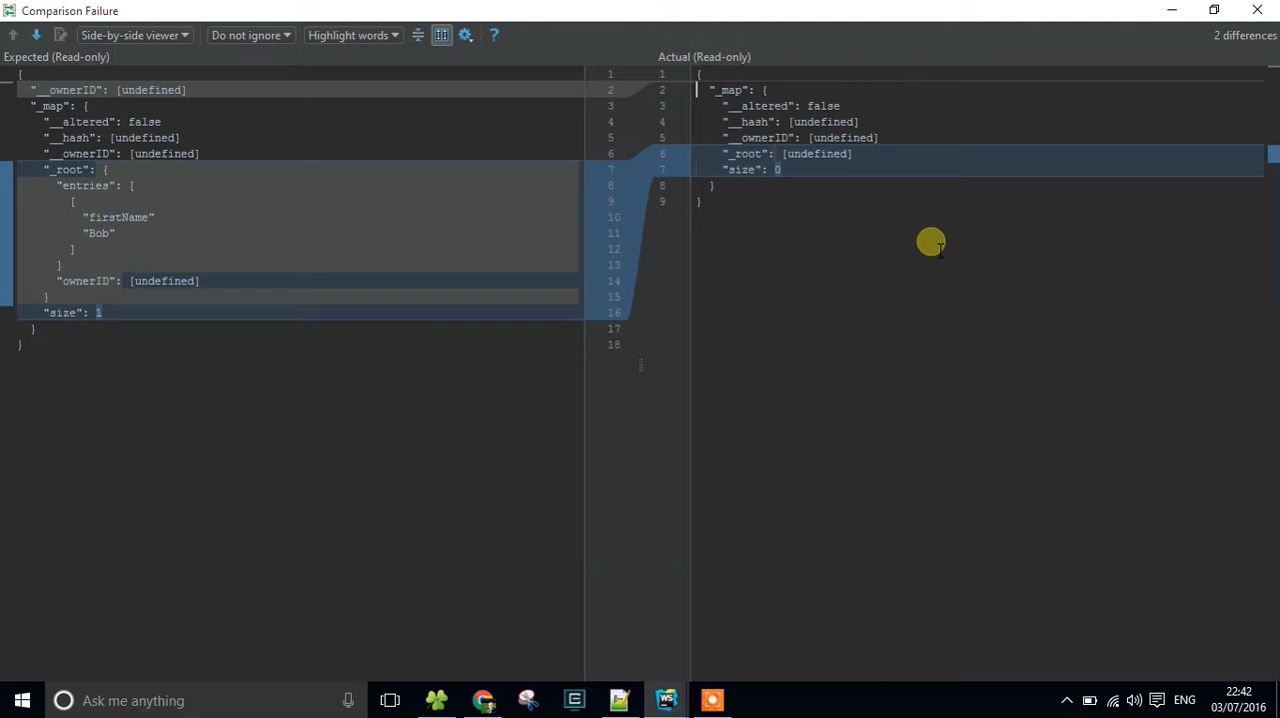 Comparison Failure
Side-by-side viewer Do not ignore Highlight words ? 2 differences
Expected (Read-only) Actual (Read-only)
{
"__ownerID": [undefined]
"_map": {
"__altered": false
"__hash": [undefined]
"__ownerID": [undefined]
"_root": {
"entries": [
[
"firstName"
"Bob"
]
]
"ownerID": [undefined]
}
"size": 1
}
}
1
2
3
4
5
6
7
8
9
10
11
12
13
14
15
16
17
18
1
2
3
4
5
6
7
8
9
{
"_map": {
"__altered": false
"__hash": [undefined]
"__ownerID": [undefined]
"_root": [undefined]
"size": 0
}
}
Ask me anything
WS
ENG
22:42
03/07/2016